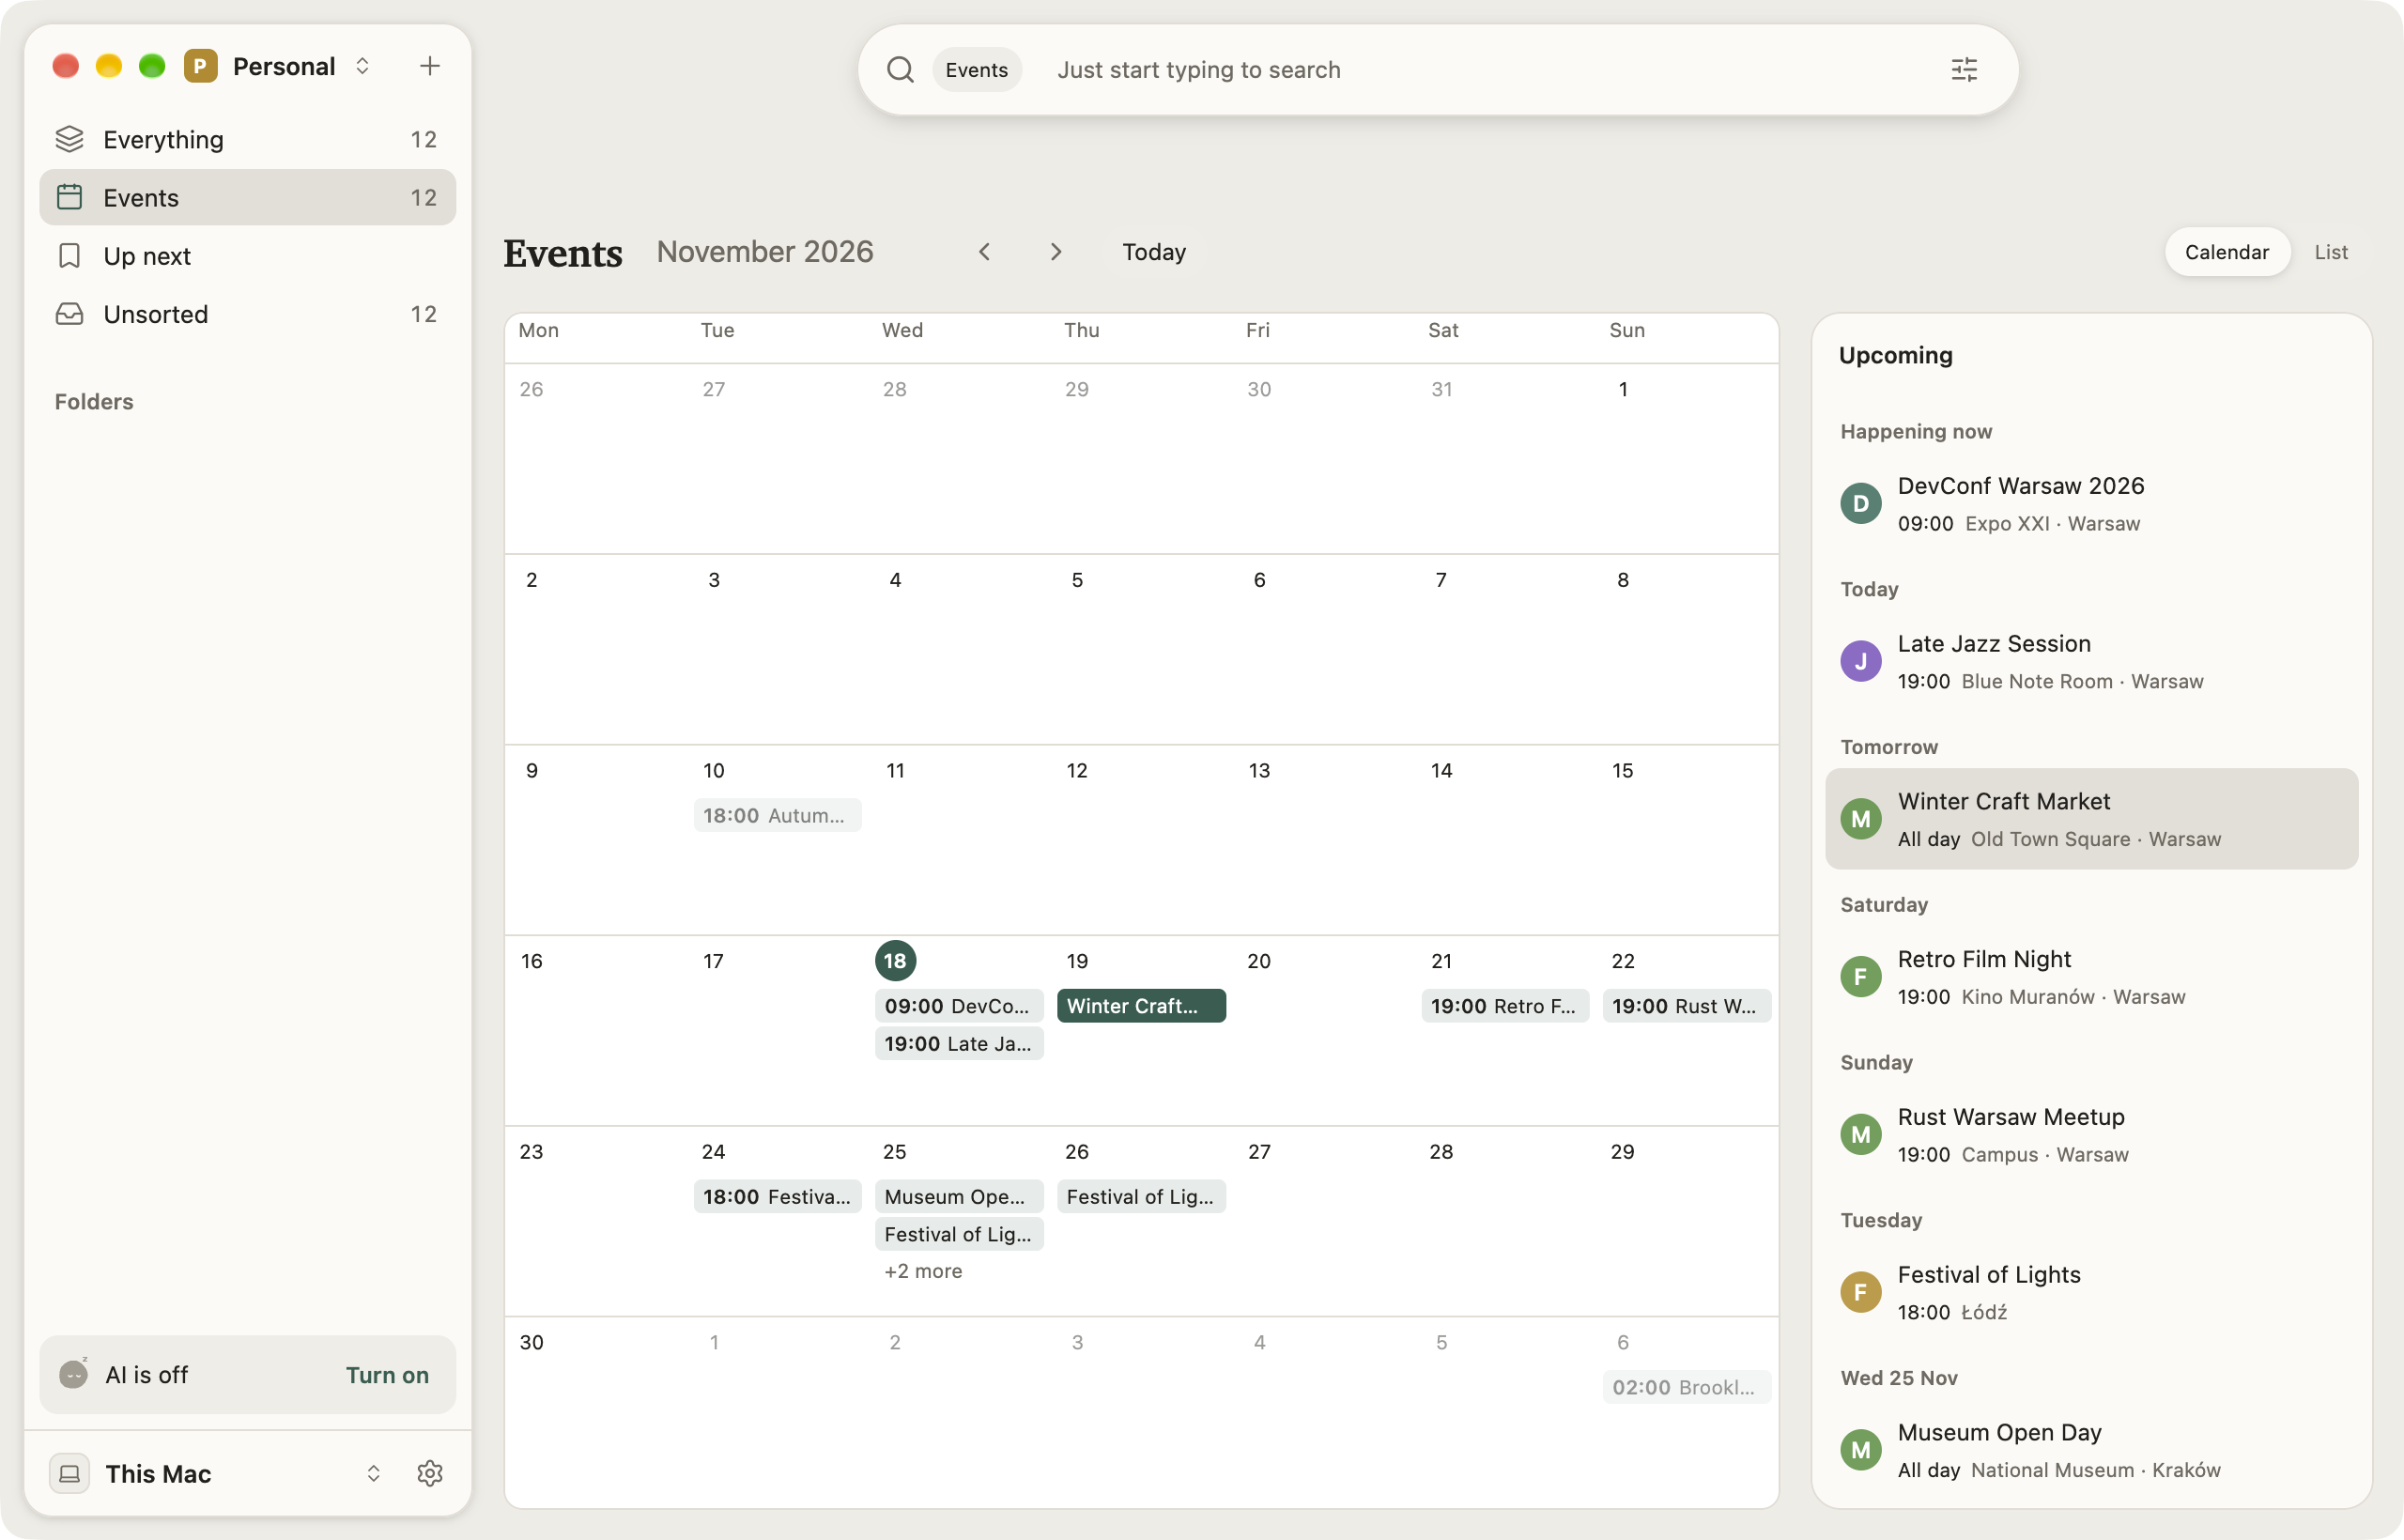 P Personal
Everything 12
Events 12
Up next
Unsorted 12
Folders
AI is off Turn on
This Mac
Events Just start typing to search
Events November 2026 Today
Calendar List
Mon Tue Wed Thu Fri Sat Sun
26 27 28 29 30 31 1
2 3 4 5 6 7 8
9 10 11 12 13 14 15
18:00 Autum...
16 17 18 19 20 21 22
09:00 DevCo... Winter Craft... 19:00 Retro F... 19:00 Rust W...
19:00 Late Ja...
23 24 25 26 27 28 29
18:00 Festiva... Museum Ope... Festival of Lig...
Festival of Lig...
+2 more
30 1 2 3 4 5 6
02:00 Brookl...
Upcoming
Happening now
D DevConf Warsaw 2026
09:00 Expo XXI · Warsaw
Today
J Late Jazz Session
19:00 Blue Note Room · Warsaw
Tomorrow
M Winter Craft Market
All day Old Town Square · Warsaw
Saturday
F Retro Film Night
19:00 Kino Muranów · Warsaw
Sunday
M Rust Warsaw Meetup
19:00 Campus · Warsaw
Tuesday
F Festival of Lights
18:00 Łódź
Wed 25 Nov
M Museum Open Day
All day National Museum · Kraków